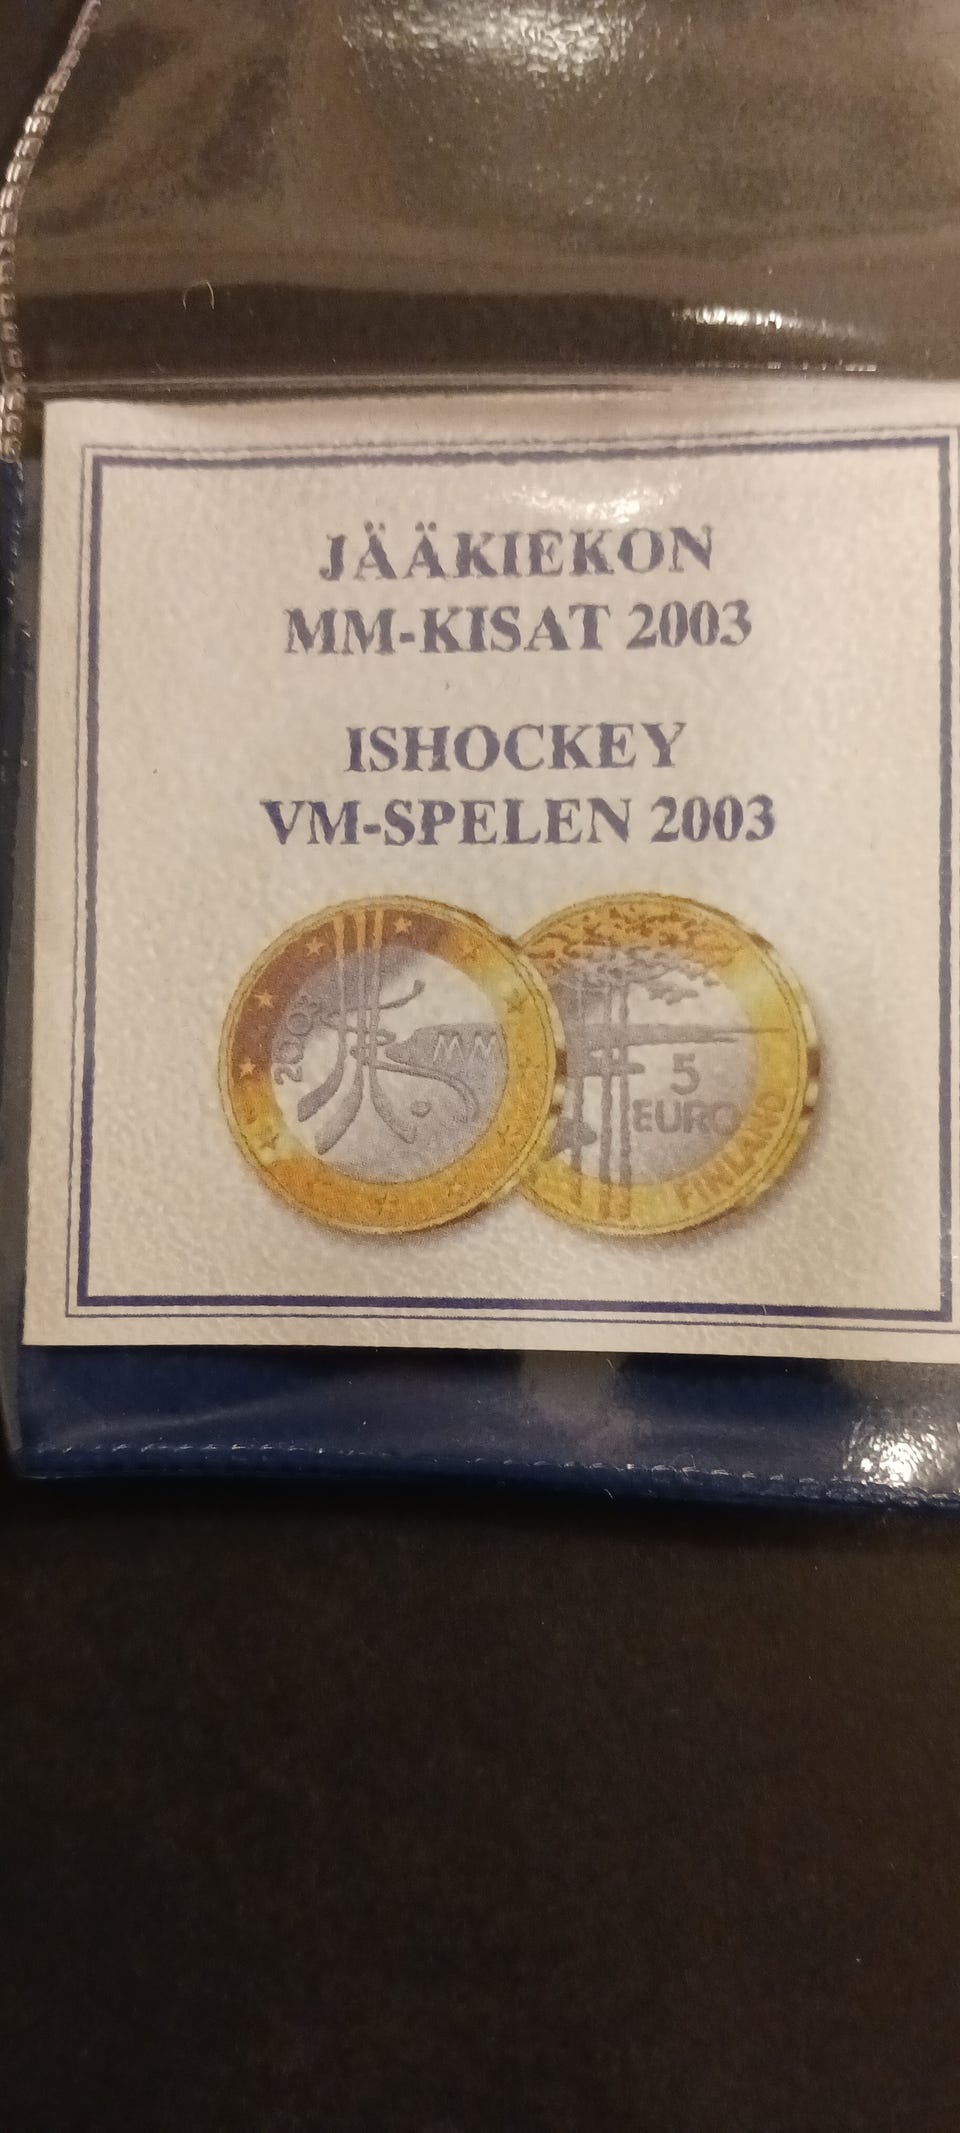 JÄÄKIEKON
MM-KISAT 2003
ISHOCKEY
VM-SPELEN 2003
2003
MM
5
EURO
FINLAND